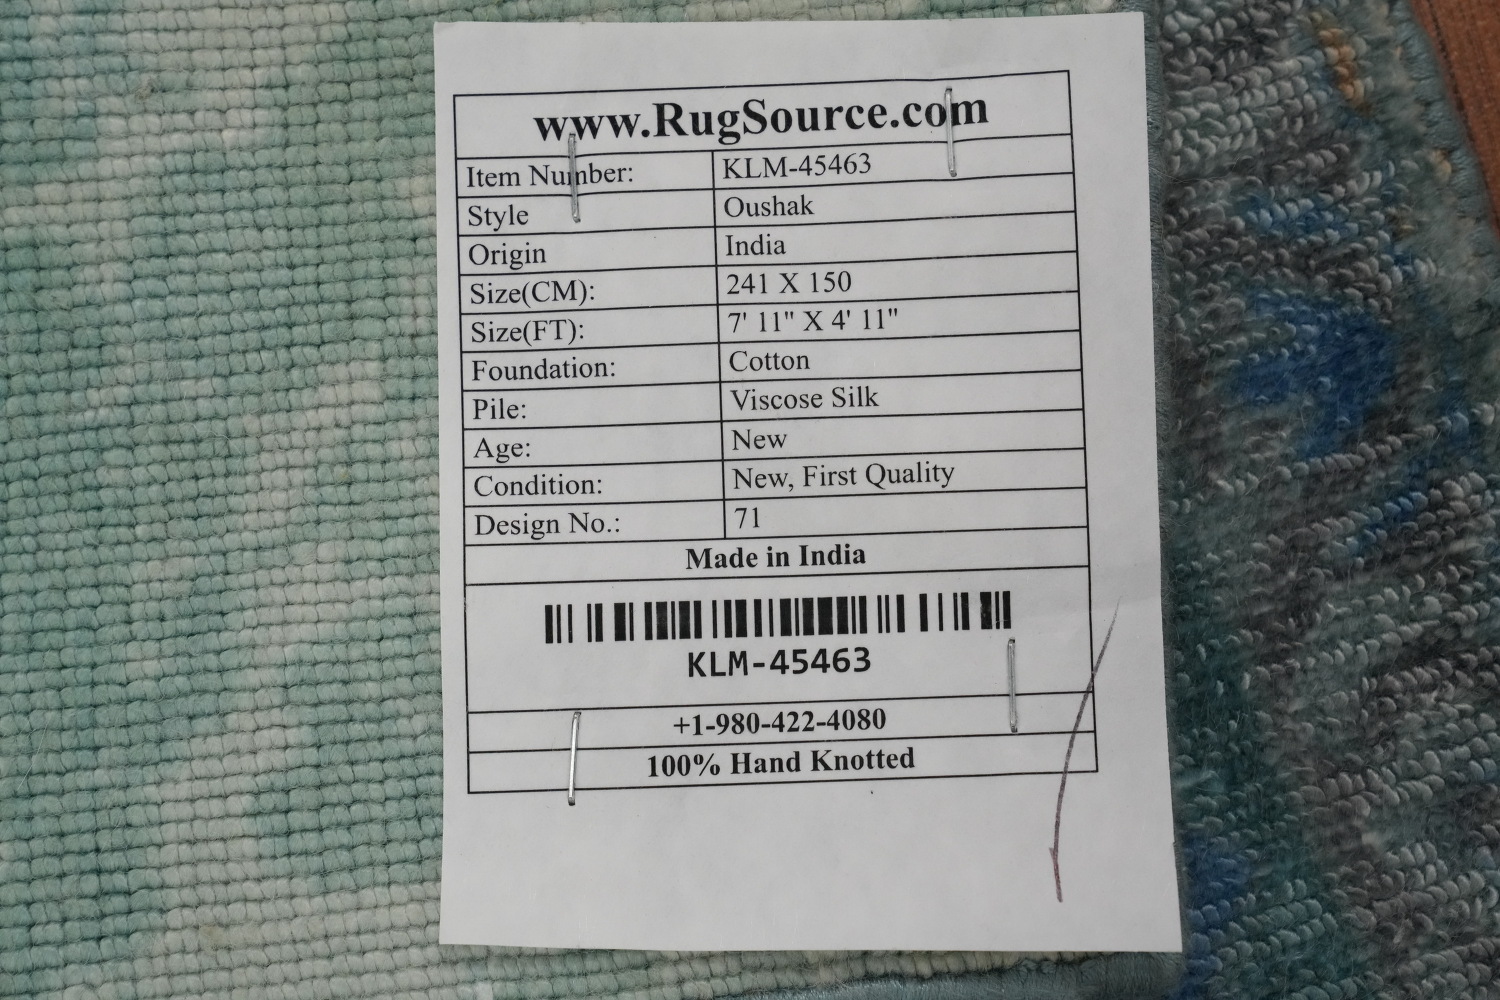 www.RugSource.com
Item Number: KLM-45463
Style Oushak
Origin India
Size(CM): 241 X 150
Size(FT): 7' 11" X 4' 11"
Foundation: Cotton
Pile: Viscose Silk
Age: New
Condition: New, First Quality
Design No.: 71
Made in India
KLM-45463
+1-980-422-4080
100% Hand Knotted